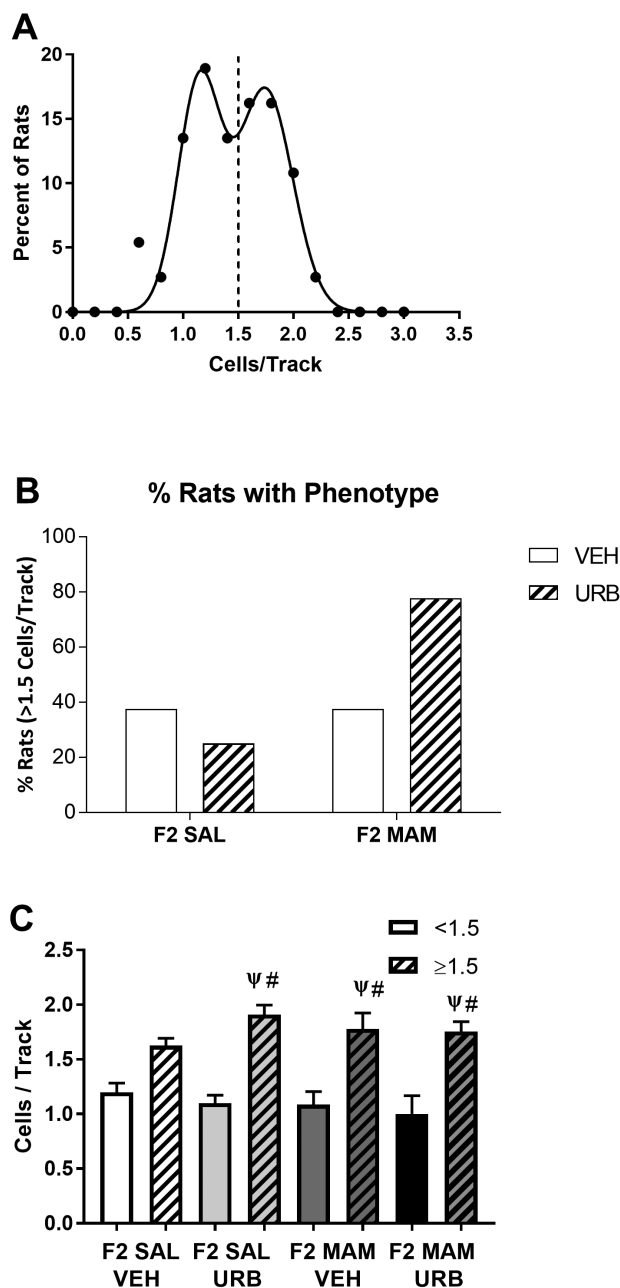 A
20
15
10
5
0
Percent of Rats
0.0 0.5 1.0 1.5 2.0 2.5 3.0 3.5
Cells/Track
B % Rats with Phenotype
100
80
60
40
20
0
% Rats (>1.5 Cells/Track)
VEH
URB
F2 SAL F2 MAM
C
<1.5
≥1.5
2.5
2.0
1.5
1.0
0.5
0.0
Cells / Track
Ψ# Ψ# Ψ#
F2 SAL F2 SAL F2 MAM F2 MAM
VEH URB VEH URB